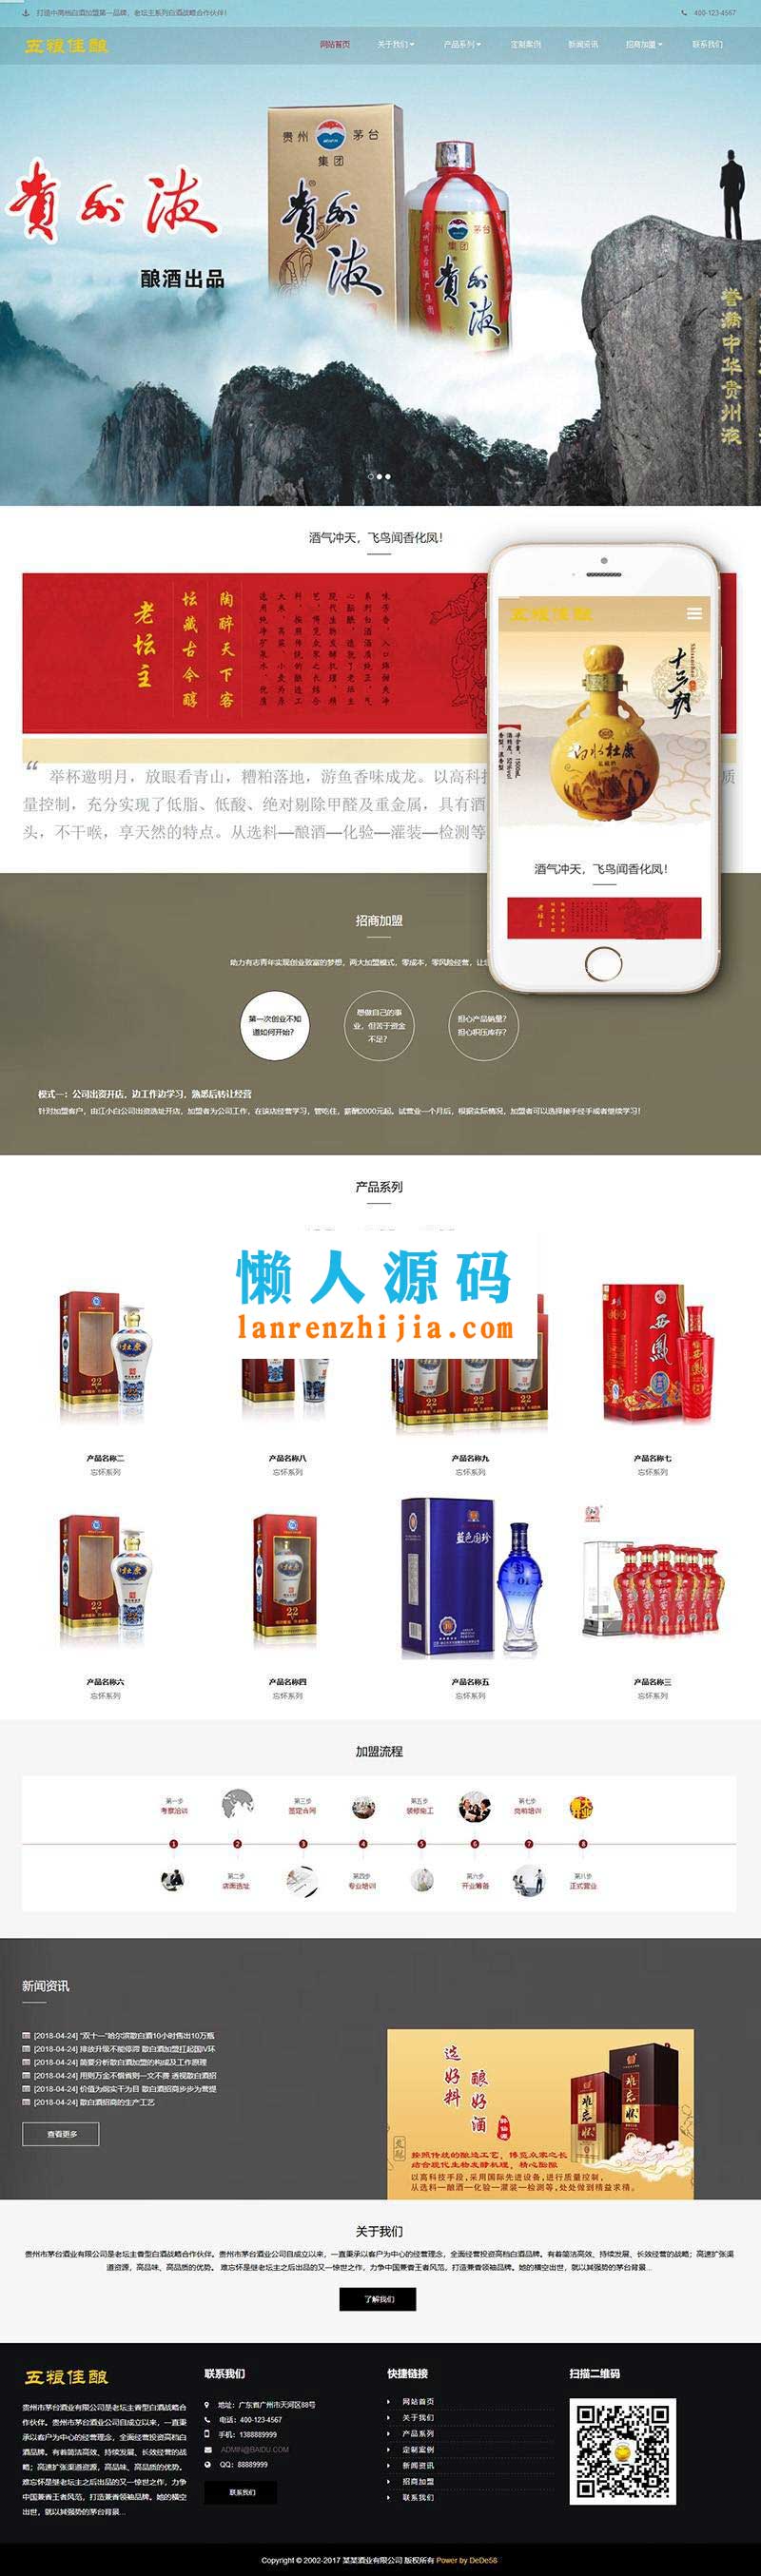 打造中高档白酒加盟第一品牌，老坛主系列白酒战略合作伙伴！
400-123-4567
五粮佳酿
网站首页
关于我们
产品系列
定制案例
新闻资讯
招商加盟
联系我们
贵州液
酿酒出品
贵州 茅台
集团
贵州液
誉满中华贵州液
酒气冲天，飞鸟闻香化凤！
老坛主
坛藏古今醇
陶醉天下客
五粮佳酿
十三朝
白水杜康
酒气冲天，飞鸟闻香化凤！
老坛主
举杯邀明月，放眼看青山，糟粕落地，游鱼香味成龙。以高科技
质
量控制，充分实现了低脂、低酸、绝对剔除甲醛及重金属，具有酒
头，不干喉，享天然的特点。从选料—酿酒—化验—灌装—检测等
招商加盟
助力有志青年实现创业致富的梦想，两大加盟模式，零成本，零风险经营，让
第一次创业不知
道如何开始？
想做自己的事
业，但苦于资金
不足？
担心产品销量？
担心积压库存？
模式一：公司出资开店，边工作边学习，熟悉后转让经营
针对加盟客户，由江小白公司出资选址开店，加盟者为公司工作，在该店经营学习，管吃住，薪酬2000元起。试营业一个月后，根据实际情况，加盟者可以选择接手经手或者继续学习！
产品系列
懒人源码
lanrenzhijia.com
产品名称二
忘怀系列
产品名称八
忘怀系列
产品名称九
忘怀系列
产品名称七
忘怀系列
产品名称六
忘怀系列
产品名称四
忘怀系列
蓝色国珍
产品名称五
忘怀系列
产品名称三
忘怀系列
加盟流程
第一步
考察洽谈
第三步
签定合同
第五步
装修施工
第七步
岗前培训
1 2 3 4 5 6 7 8
第二步
店面选址
第四步
专业培训
第六步
开业筹备
第八步
正式营业
新闻资讯
[2018-04-24] “双十一”哈尔滨散白酒10小时售出10万瓶
[2018-04-24] 排放升级不能停滞 散白酒加盟扛起国IV环
[2018-04-24] 简要分析散白酒加盟的构成及工作原理
[2018-04-24] 用则万金不惜省则一文不费 透视散白酒招
[2018-04-24] 价值为纲实干为目 散白酒招商步步为营提
[2018-04-24] 散白酒招商的生产工艺
查看更多
选好料
酿好酒
难忘怀
按照传统的酿造工艺，博览众家之长
结合现代生物发酵机理，精心酝酿
以高科技手段，采用国际先进设备，进行质量控制，
从选料—酿酒—化验—灌装—检测等，处处做到精益求精。
关于我们
贵州市茅台酒业有限公司是老坛主香型白酒战略合作伙伴。贵州市茅台酒业公司自成立以来，一直秉承以客户为中心的经营理念，全面经营投资高档白酒品牌。有着简洁高效、持续发展、长效经营的战略；高速扩张渠
道资源，高品味、高品质的优势。 难忘怀是继老坛主之后出品的又一惊世之作，力争中国兼香王者风范，打造兼香领袖品牌。她的横空出世，就以其强势的茅台背景...
了解我们
五粮佳酿
贵州市茅台酒业有限公司是老坛主香型白酒战略合
作伙伴。贵州市茅台酒业公司自成立以来，一直秉
承以客户为中心的经营理念，全面经营投资高档白
酒品牌。有着简洁高效、持续发展、长效经营的战
略；高速扩张渠道资源，高品味、高品质的优势。
难忘怀是继老坛主之后出品的又一惊世之作，力争
中国兼香王者风范，打造兼香领袖品牌。她的横空
出世，就以其强势的茅台背景...
联系我们
地址：广东省广州市天河区88号
电话：400-123-4567
手机：1388889999
ADMIN@BAIDU.COM
QQ：88889999
联系我们
快捷链接
网站首页
关于我们
产品系列
定制案例
新闻资讯
招商加盟
联系我们
扫描二维码
Copyright © 2002-2017 某某酒业有限公司 版权所有 Power by DeDe58